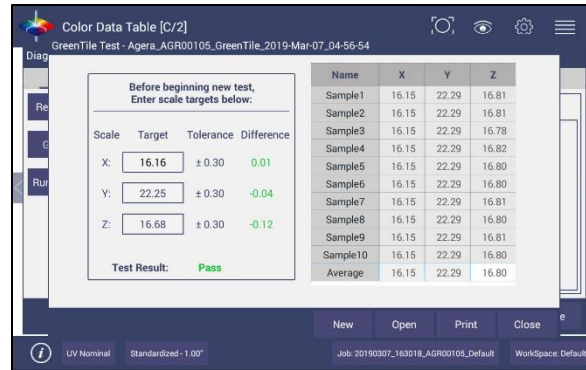 Color Data Table [C/2]
GreenTile Test - Agera_AGR00105_GreenTile_2019-Mar-07_04-56-54
Diag
Re
G
Rur
Before beginning new test,
Enter scale targets below:
Scale Target Tolerance Difference
X: 16.16 ± 0.30 0.01
Y: 22.25 ± 0.30 -0.04
Z: 16.68 ± 0.30 -0.12
Test Result: Pass
Name X Y Z
Sample1 16.15 22.29 16.81
Sample2 16.15 22.29 16.81
Sample3 16.15 22.29 16.78
Sample4 16.15 22.29 16.82
Sample5 16.15 22.29 16.80
Sample6 16.15 22.29 16.80
Sample7 16.15 22.29 16.81
Sample8 16.15 22.29 16.80
Sample9 16.15 22.29 16.81
Sample10 16.15 22.29 16.80
Average 16.15 22.29 16.80
New Open Print Close
e
i UV Nominal Standardized - 1.00" Job: 20190307_163018_AGR00105_Default WorkSpace: Default